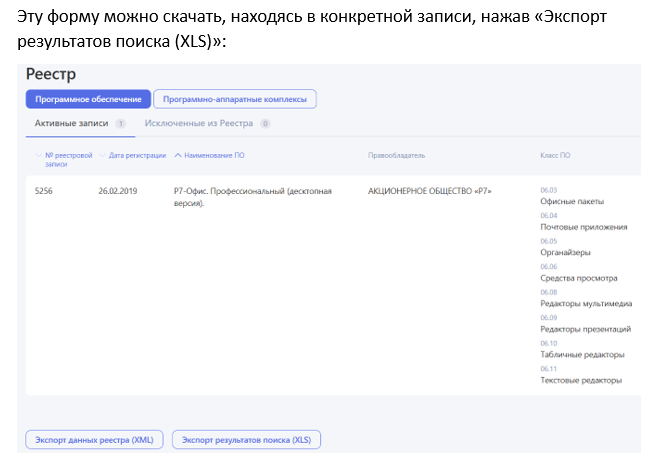 Эту форму можно скачать, находясь в конкретной записи, нажав «Экспорт
результатов поиска (XLS)»:
Реестр
Программное обеспечение Программно-аппаратные комплексы
Активные записи 1 Исключенные из Реестра 0
№ реестровой записи Дата регистрации Наименование ПО Правообладатель Класс ПО
5256 26.02.2019 Р7-Офис. Профессиональный (десктопная версия). АКЦИОНЕРНОЕ ОБЩЕСТВО «Р7»
06.03
Офисные пакеты
06.04
Почтовые приложения
06.05
Органайзеры
06.06
Средства просмотра
06.08
Редакторы мультимедиа
06.09
Редакторы презентаций
06.10
Табличные редакторы
06.11
Текстовые редакторы
Экспорт данных реестра (XML) Экспорт результатов поиска (XLS)